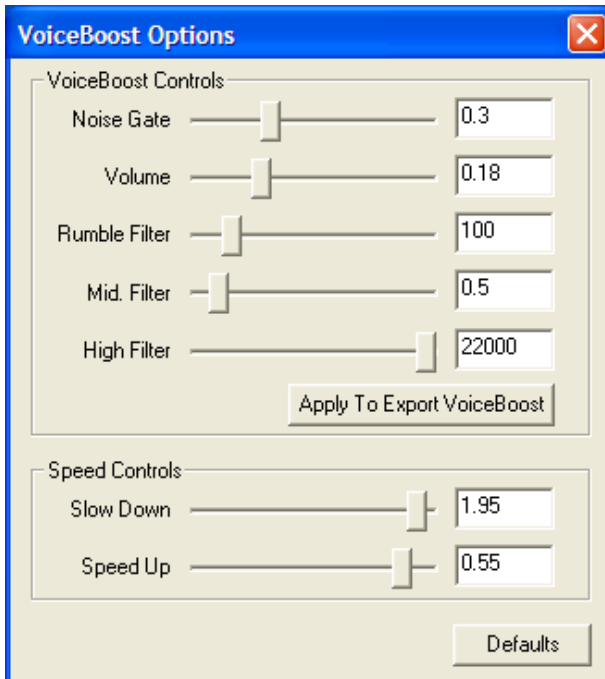 VoiceBoost Options
VoiceBoost Controls
Noise Gate 0.3
Volume 0.18
Rumble Filter 100
Mid. Filter 0.5
High Filter 22000
Apply To Export VoiceBoost
Speed Controls
Slow Down 1.95
Speed Up 0.55
Defaults